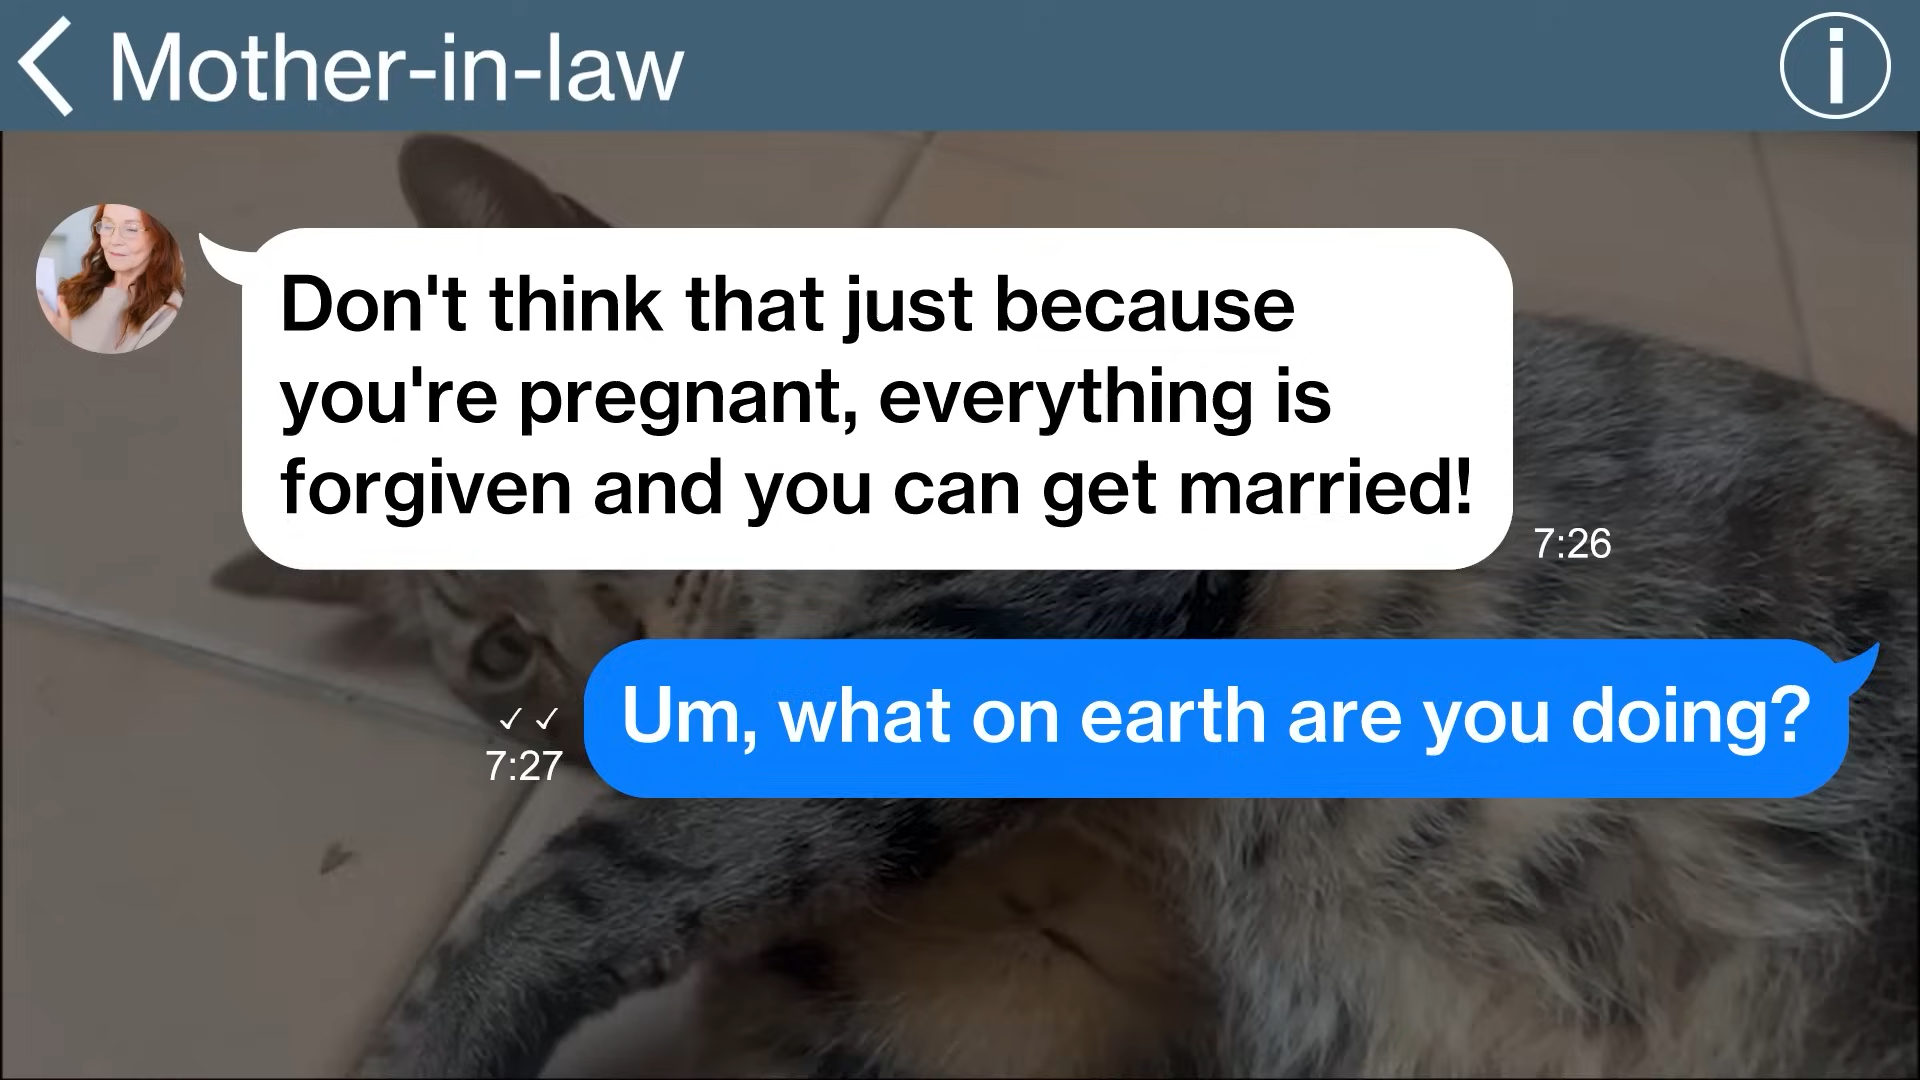 Mother-in-law
Don't think that just because
you're pregnant, everything is
forgiven and you can get married!
7:26
Um, what on earth are you doing?
7:27